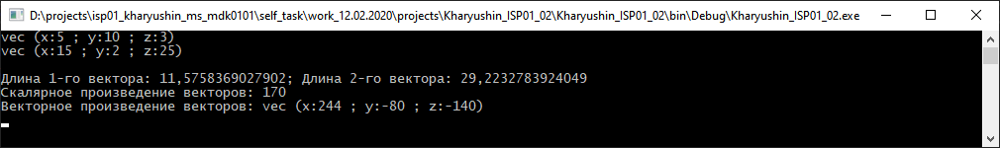 D:\projects\isp01_kharyushin_ms_mdk0101\self_task\work_12.02.2020\projects\Kharyushin_ISP01_02\Kharyushin_ISP01_02\bin\Debug\Kharyushin_ISP01_02.exe
vec (x:5 ; y:10 ; z:3)
vec (x:15 ; y:2 ; z:25)
Длина 1-го вектора: 11,5758369027902; Длина 2-го вектора: 29,2232783924049
Скалярное произведение векторов: 170
Векторное произведение векторов: vec (x:244 ; y:-80 ; z:-140)